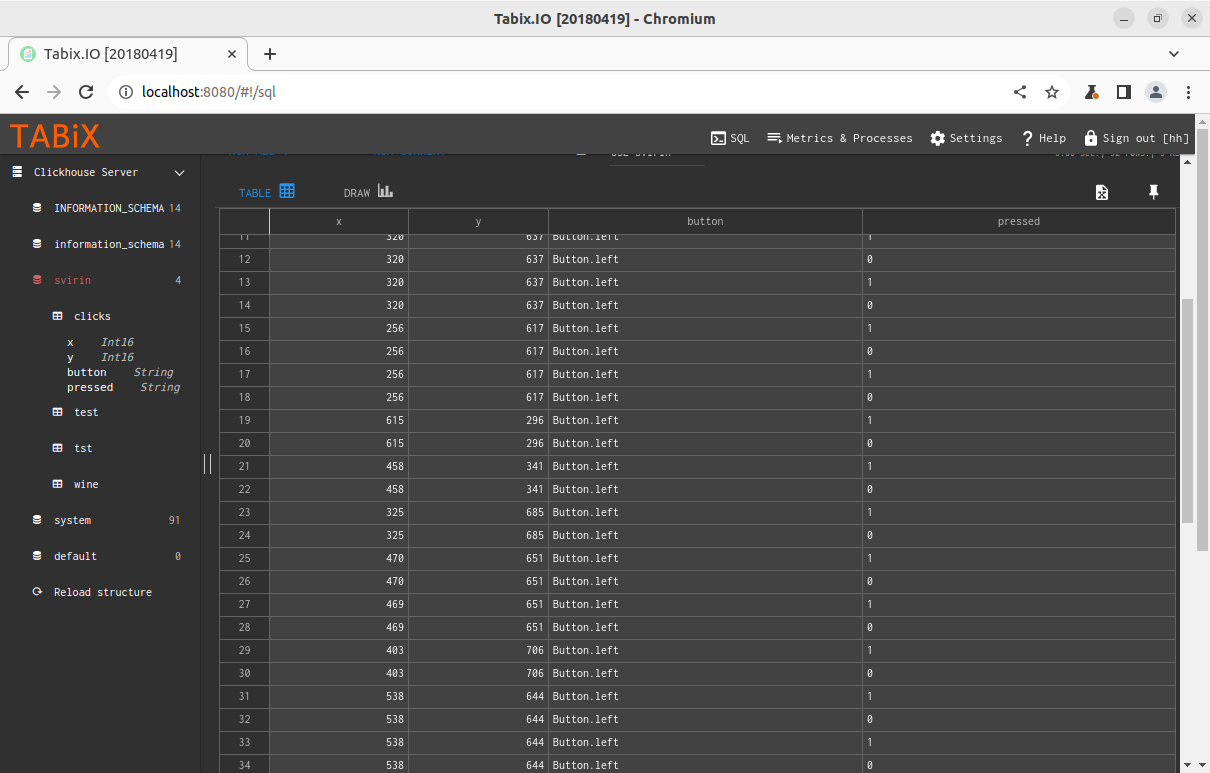 Tabix.IO [20180419] - Chromium
Tabix.IO [20180419]
localhost:8080/#!/sql
TABiX
SQL Metrics & Processes Settings Help Sign out [hh]
Clickhouse Server
INFORMATION_SCHEMA 14
information_schema 14
svirin 4
clicks
x Int16
y Int16
button String
pressed String
test
tst
wine
system 91
default 0
Reload structure
TABLE DRAW
x y button pressed
11 320 637 Button.left 1
12 320 637 Button.left 0
13 320 637 Button.left 1
14 320 637 Button.left 0
15 256 617 Button.left 1
16 256 617 Button.left 0
17 256 617 Button.left 1
18 256 617 Button.left 0
19 615 296 Button.left 1
20 615 296 Button.left 0
21 458 341 Button.left 1
22 458 341 Button.left 0
23 325 685 Button.left 1
24 325 685 Button.left 0
25 470 651 Button.left 1
26 470 651 Button.left 0
27 469 651 Button.left 1
28 469 651 Button.left 0
29 403 706 Button.left 1
30 403 706 Button.left 0
31 538 644 Button.left 1
32 538 644 Button.left 0
33 538 644 Button.left 1
34 538 644 Button.left 0